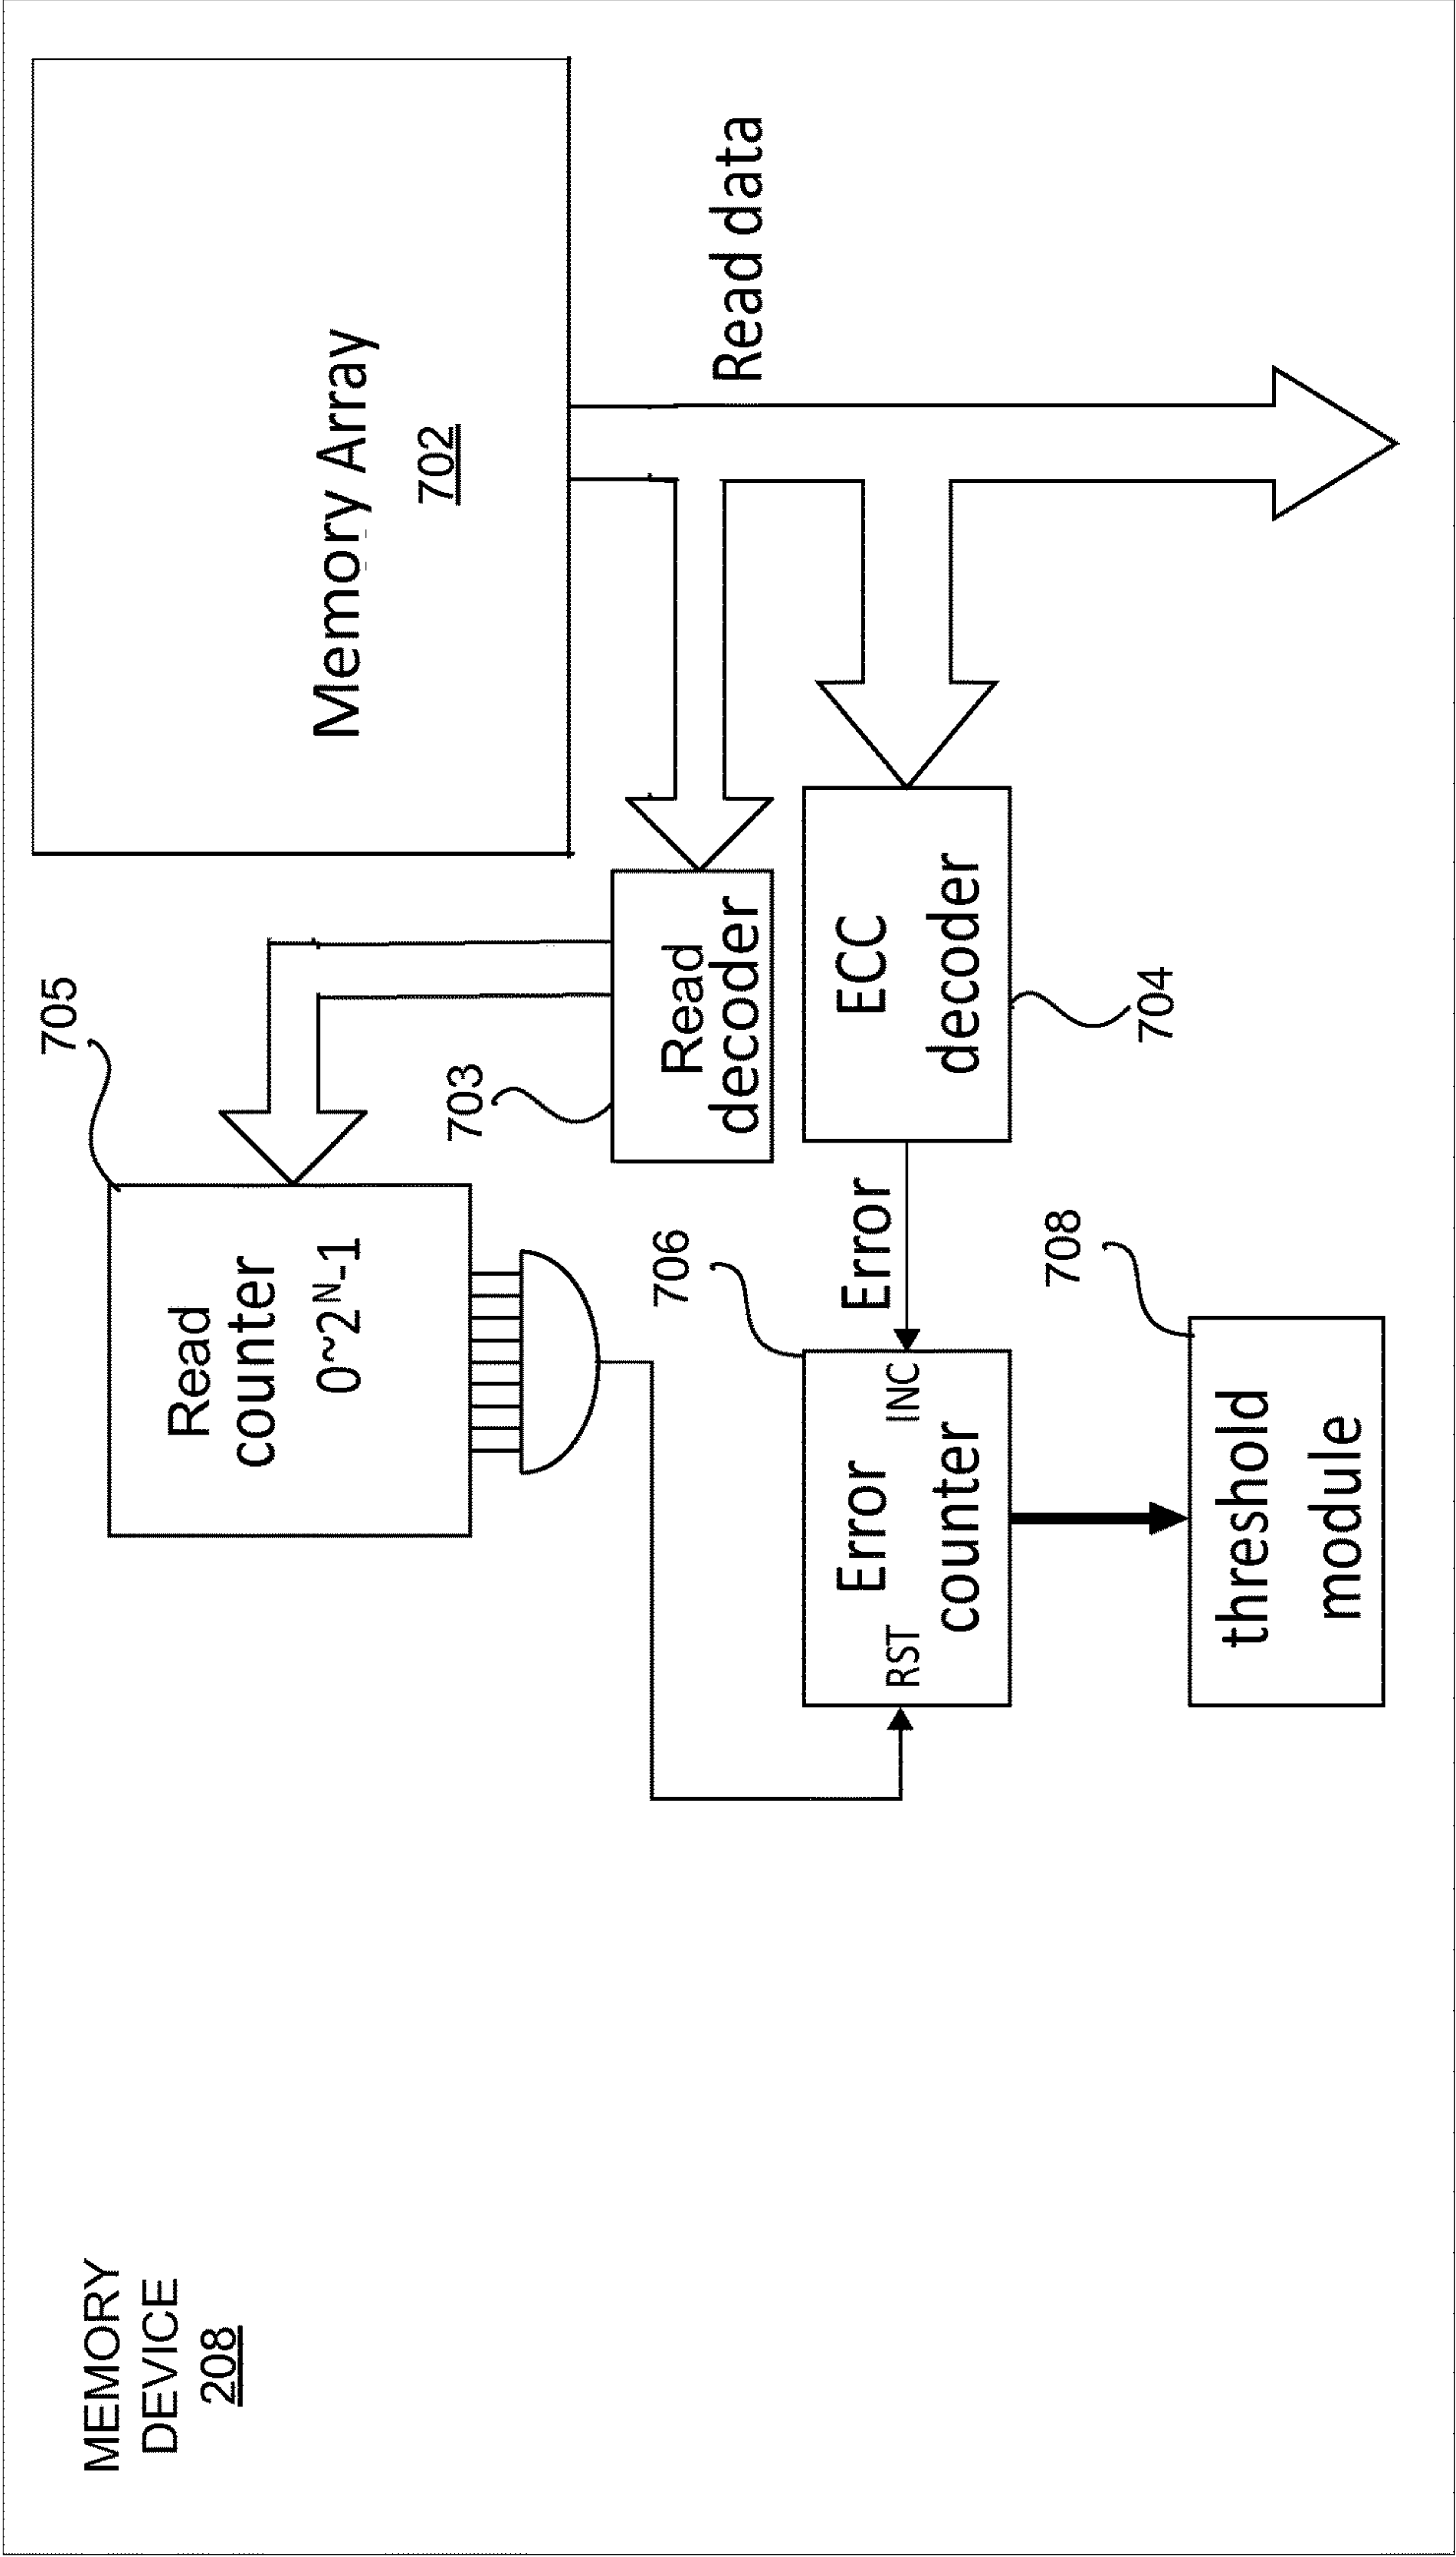 MEMORY
DEVICE
208
705
Read
counter
0~2ᴺ-1
Memory Array
702
703
Read
decoder
Read data
706
Error
Error
counter
RST
INC
ECC
decoder
704
708
threshold
module